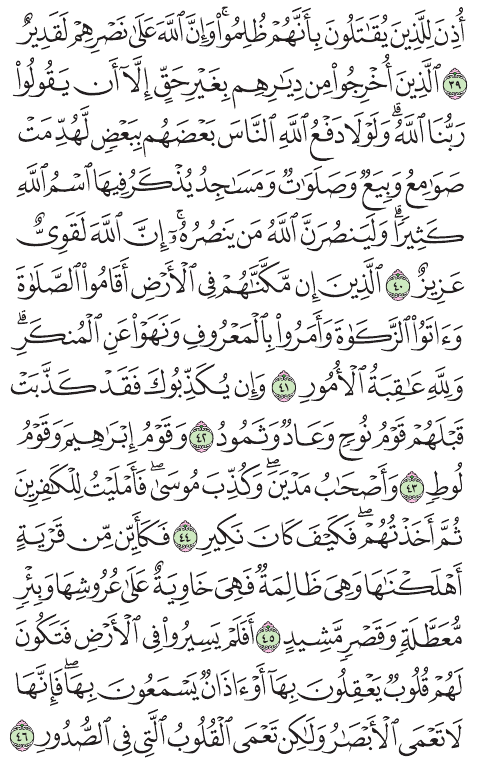 أُذِنَ لِلَّذِينَ يُقَٰتَلُونَ بِأَنَّهُمْ ظُلِمُوا۟ ۚ وَإِنَّ ٱللَّهَ عَلَىٰ نَصْرِهِمْ لَقَدِيرٌ
٣٩ ٱلَّذِينَ أُخْرِجُوا۟ مِن دِيَٰرِهِم بِغَيْرِ حَقٍّ إِلَّآ أَن يَقُولُوا۟
رَبُّنَا ٱللَّهُ ۗ وَلَوْلَا دَفْعُ ٱللَّهِ ٱلنَّاسَ بَعْضَهُم بِبَعْضٍ لَّهُدِّمَتْ
صَوَٰمِعُ وَبِيَعٌ وَصَلَوَٰتٌ وَمَسَٰجِدُ يُذْكَرُ فِيهَا ٱسْمُ ٱللَّهِ
كَثِيرًا ۗ وَلَيَنصُرَنَّ ٱللَّهُ مَن يَنصُرُهُۥٓ ۗ إِنَّ ٱللَّهَ لَقَوِىٌّ
عَزِيزٌ ٤٠ ٱلَّذِينَ إِن مَّكَّنَّٰهُمْ فِى ٱلْأَرْضِ أَقَامُوا۟ ٱلصَّلَوٰةَ
وَءَاتَوُا۟ ٱلزَّكَوٰةَ وَأَمَرُوا۟ بِٱلْمَعْرُوفِ وَنَهَوْا۟ عَنِ ٱلْمُنكَرِ ۗ
وَلِلَّهِ عَٰقِبَةُ ٱلْأُمُورِ ٤١ وَإِن يُكَذِّبُوكَ فَقَدْ كَذَّبَتْ
قَبْلَهُمْ قَوْمُ نُوحٍ وَعَادٌ وَثَمُودُ ٤٢ وَقَوْمُ إِبْرَٰهِيمَ وَقَوْمُ
لُوطٍ ٤٣ وَأَصْحَٰبُ مَدْيَنَ ۖ وَكُذِّبَ مُوسَىٰ فَأَمْلَيْتُ لِلْكَٰفِرِينَ
ثُمَّ أَخَذْتُهُمْ ۖ فَكَيْفَ كَانَ نَكِيرِ ٤٤ فَكَأَيِّن مِّن قَرْيَةٍ
أَهْلَكْنَٰهَا وَهِىَ ظَالِمَةٌ فَهِىَ خَاوِيَةٌ عَلَىٰ عُرُوشِهَا وَبِئْرٍ
مُّعَطَّلَةٍ وَقَصْرٍ مَّشِيدٍ ٤٥ أَفَلَمْ يَسِيرُوا۟ فِى ٱلْأَرْضِ فَتَكُونَ
لَهُمْ قُلُوبٌ يَعْقِلُونَ بِهَآ أَوْ ءَاذَانٌ يَسْمَعُونَ بِهَا ۖ فَإِنَّهَا
لَا تَعْمَى ٱلْأَبْصَٰرُ وَلَٰكِن تَعْمَى ٱلْقُلُوبُ ٱلَّتِى فِى ٱلصُّدُورِ ٤٦